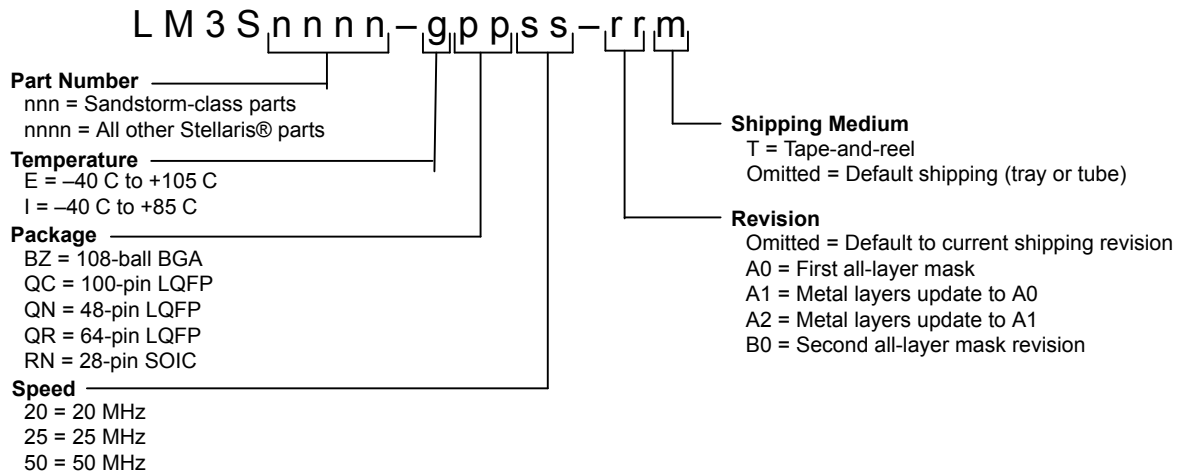 L M 3 S n n n n – g p p s s – r r m
Part Number
nnn = Sandstorm-class parts
nnnn = All other Stellaris® parts
Temperature
E = –40 C to +105 C
I = –40 C to +85 C
Package
BZ = 108-ball BGA
QC = 100-pin LQFP
QN = 48-pin LQFP
QR = 64-pin LQFP
RN = 28-pin SOIC
Speed
20 = 20 MHz
25 = 25 MHz
50 = 50 MHz
Shipping Medium
T = Tape-and-reel
Omitted = Default shipping (tray or tube)
Revision
Omitted = Default to current shipping revision
A0 = First all-layer mask
A1 = Metal layers update to A0
A2 = Metal layers update to A1
B0 = Second all-layer mask revision